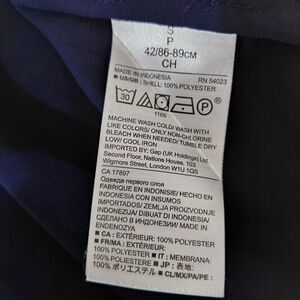 S
P
42/86-89CM
CH
MADE IN INDONESIA RN 54023
■ US/GB : SHELL: 100% POLYESTER
30
P
1166
MACHINE WASH COLD/ WASH WITH
LIKE COLORS/ ONLY NON-CHLORINE
BLEACH WHEN NEEDED/ TUMBLE DRY
LOW/ COOL IRON
IMPORTED BY: Gap (UK Holdings) Ltd
Second Floor, Nations House, 103
Wigmore Street, London W1U 1QS
CA 17897
Одежда первого слоя
FABRIQUE EN INDONESIE/ HECHO EN
INDONESIA CON INSUMOS
IMPORTADOS/ ZEMLJA PROIZVODNJE
INDONEZIJA/ DIBUAT DI INDONESIA/
СДЕЛАНО В ИНДОНЕЗИИ/ MADE IN
ENDENOZYA
■ CA : EXTÉRIEUR: 100% POLYESTER
■ FR/MA : EXTÉRIEUR: 100%
POLYESTER ■ IT : MEMBRANA:
100% POLIESTERE ■ JP : 表地:
ポリエステル 100% ■ CL/MX/PA/PE :